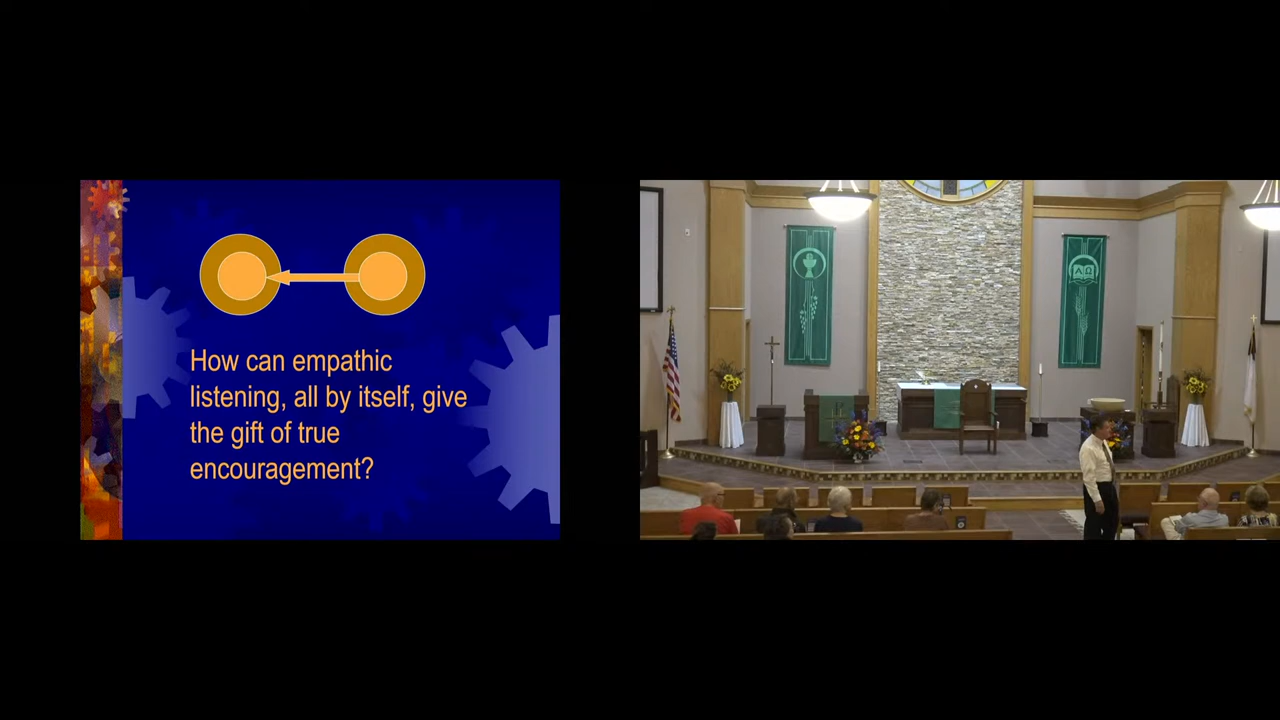 How can empathic
listening, all by itself, give
the gift of true
encouragement?